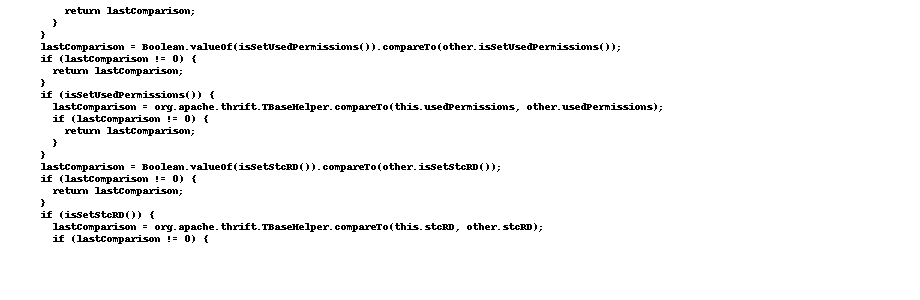 return lastComparison;
}
}
lastComparison = Boolean.valueOf(isSetUsedPermissions()).compareTo(other.isSetUsedPermissions());
if (lastComparison != 0) {
return lastComparison;
}
if (isSetUsedPermissions()) {
lastComparison = org.apache.thrift.TBaseHelper.compareTo(this.usedPermissions, other.usedPermissions);
if (lastComparison != 0) {
return lastComparison;
}
}
lastComparison = Boolean.valueOf(isSetStcRD()).compareTo(other.isSetStcRD());
if (lastComparison != 0) {
return lastComparison;
}
if (isSetStcRD()) {
lastComparison = org.apache.thrift.TBaseHelper.compareTo(this.stcRD, other.stcRD);
if (lastComparison != 0) {